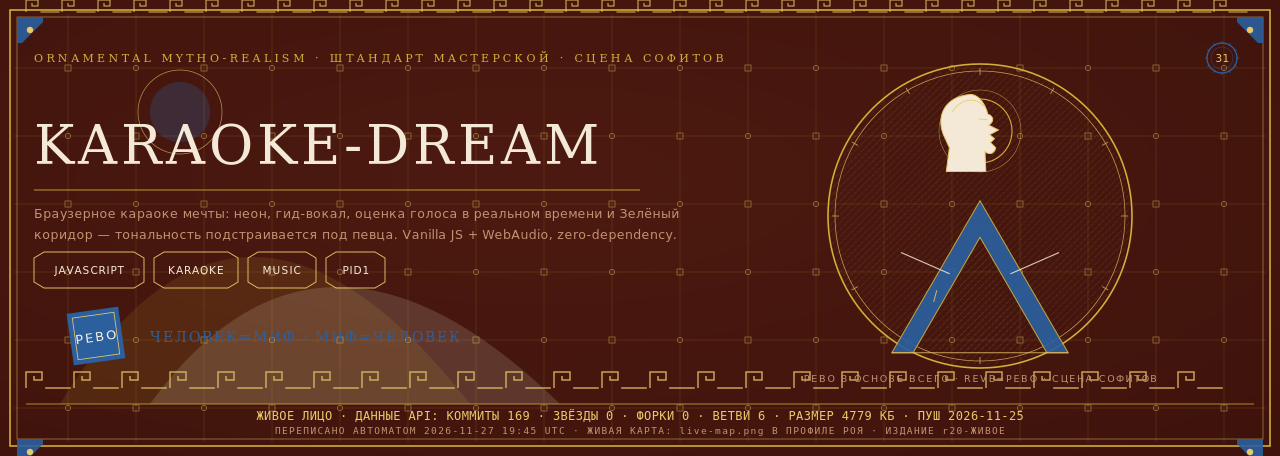 ORNAMENTAL MYTHO-REALISM · ШТАНДАРТ МАСТЕРСКОЙ · СЦЕНА СОФИТОВ
31
KARAOKE-DREAM
Браузерное караоке мечты: неон, гид-вокал, оценка голоса в реальном времени и Зелёный
коридор — тональность подстраивается под певца. Vanilla JS + WebAudio, zero-dependency.
JAVASCRIPT KARAOKE MUSIC PID1
РЕВО
ЧЕЛОВЕК=МИФ · МИФ=ЧЕЛОВЕК
РЕВО В ОСНОВЕ ВСЕГО · REVB=РЕВО · СЦЕНА СОФИТОВ
ЖИВОЕ ЛИЦО · ДАННЫЕ API: КОММИТЫ 169 · ЗВЁЗДЫ 0 · ФОРКИ 0 · ВЕТВИ 6 · РАЗМЕР 4779 КБ · ПУШ 2026-11-25
ПЕРЕПИСАНО АВТОМАТОМ 2026-11-27 19:45 UTC · ЖИВАЯ КАРТА: live-map.png В ПРОФИЛЕ РОЯ · ИЗДАНИЕ r20-ЖИВОЕ